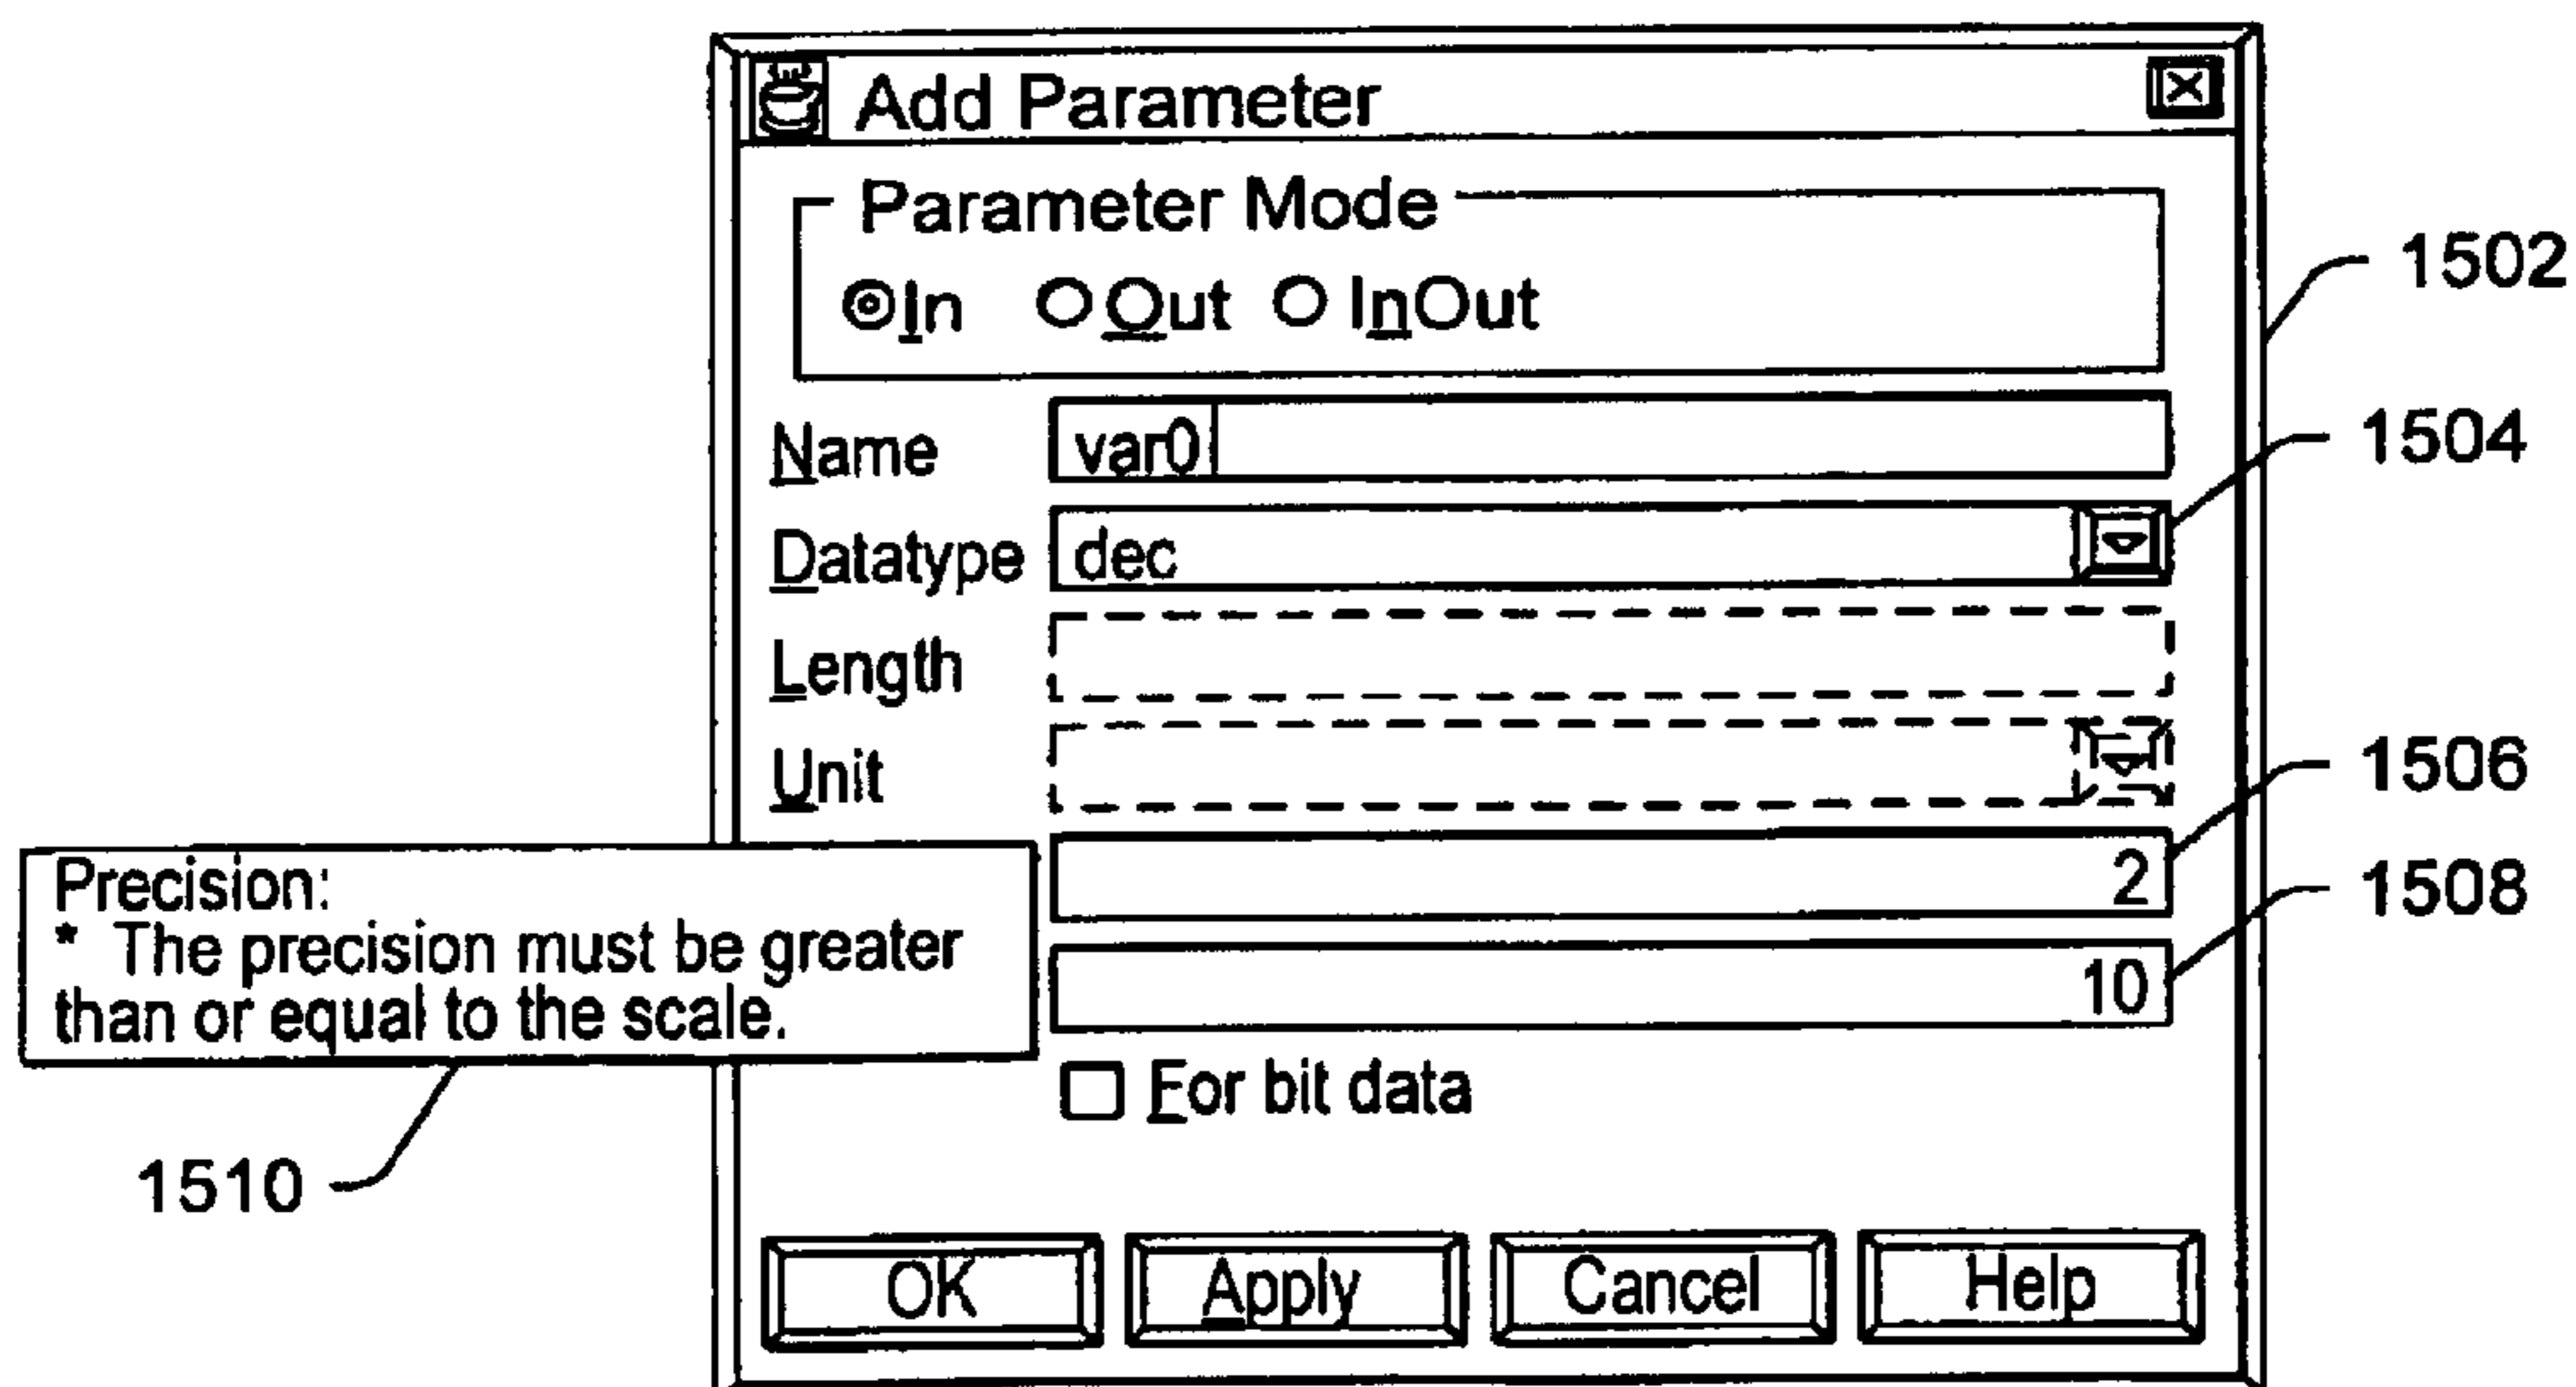 Add Parameter
Parameter Mode
In Out InOut
1502
Name var0
1504
Datatype dec
Length
Unit
1506
2
1508
Precision:
* The precision must be greater
than or equal to the scale.
10
For bit data
1510
OK Apply Cancel Help